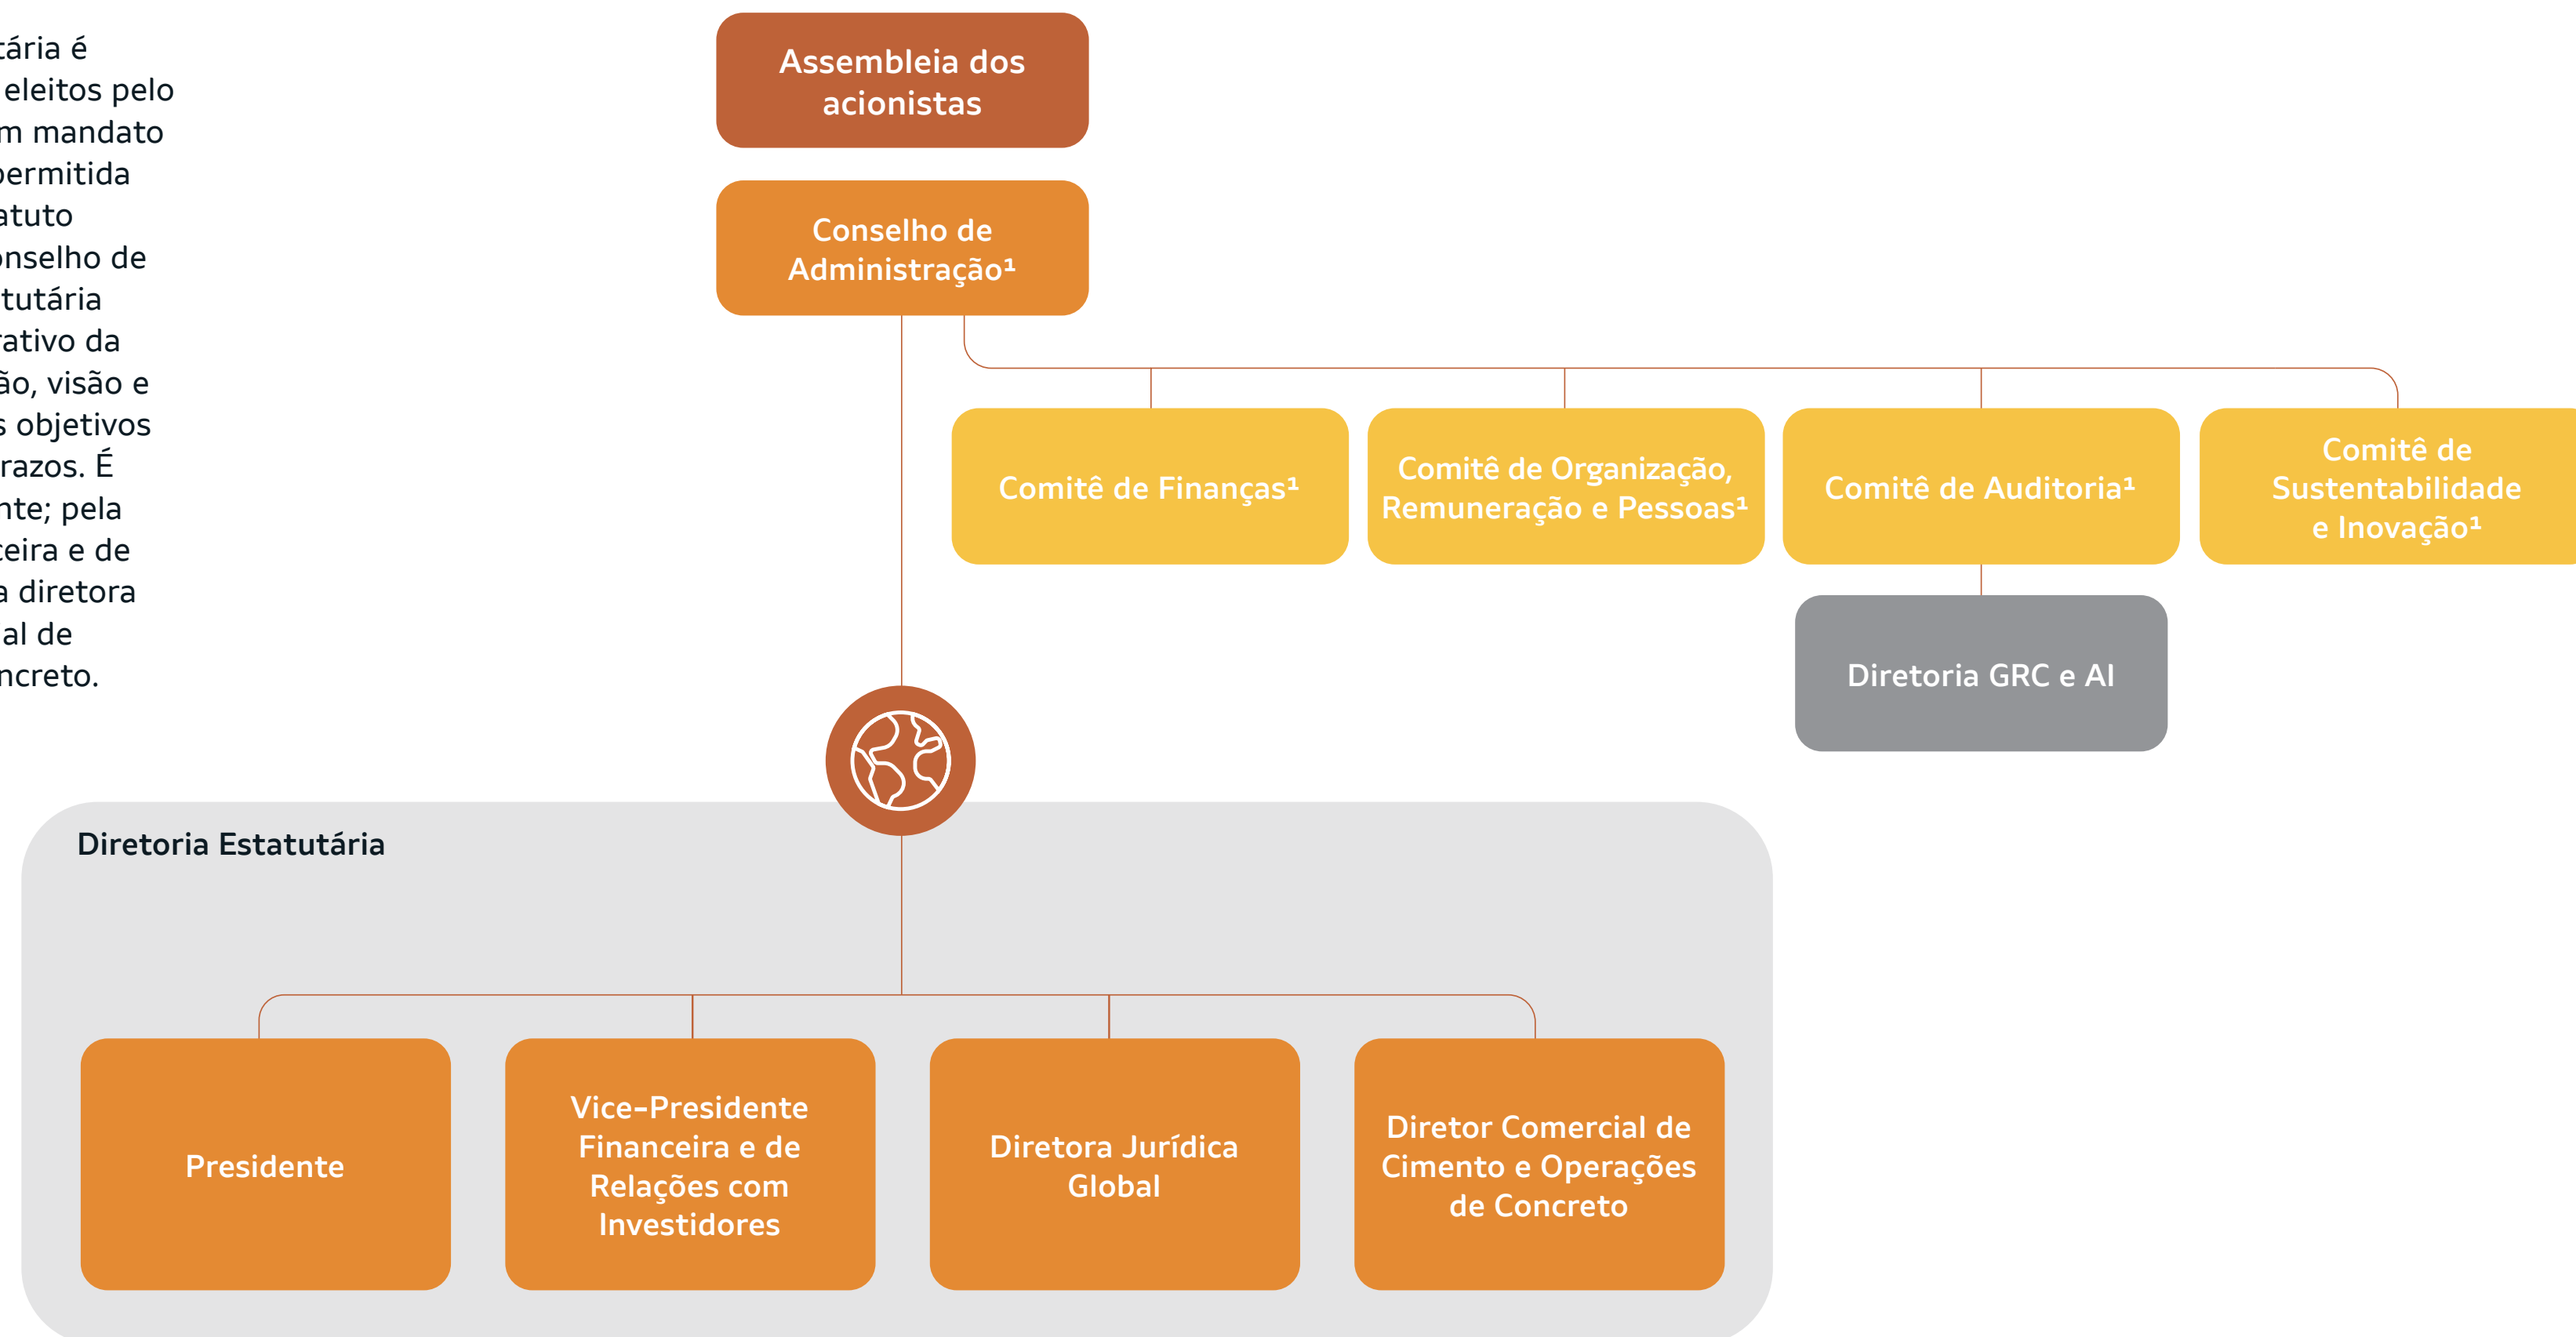 tária é
eleitos pelo
m mandato
permitida
atuto
onselho de
tutária
rativo da
ão, visão e
s objetivos
razos. É
nte; pela
ceira e de
a diretora
al de
ncreto.
Assembleia dos
acionistas
Conselho de
Administração¹
Comitê de Finanças¹
Comitê de Organização,
Remuneração e Pessoas¹
Comitê de Auditoria¹
Comitê de
Sustentabilidade
e Inovação¹
Diretoria GRC e AI
Diretoria Estatutária
Presidente
Vice-Presidente
Financeira e de
Relações com
Investidores
Diretora Jurídica
Global
Diretor Comercial de
Cimento e Operações
de Concreto